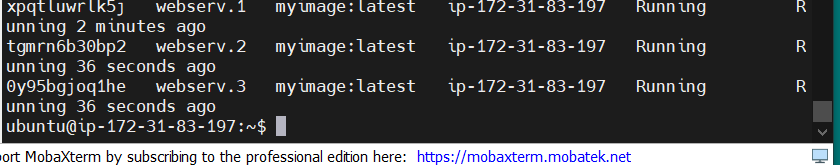 xpqtluwrlk5j   webserv.1   myimage:latest   ip-172-31-83-197   Running         R
unning 2 minutes ago
tgmrn6b30bp2   webserv.2   myimage:latest   ip-172-31-83-197   Running         R
unning 36 seconds ago
0y95bgjoq1he   webserv.3   myimage:latest   ip-172-31-83-197   Running         R
unning 36 seconds ago
ubuntu@ip-172-31-83-197:~$
ort MobaXterm by subscribing to the professional edition here:  https://mobaxterm.mobatek.net